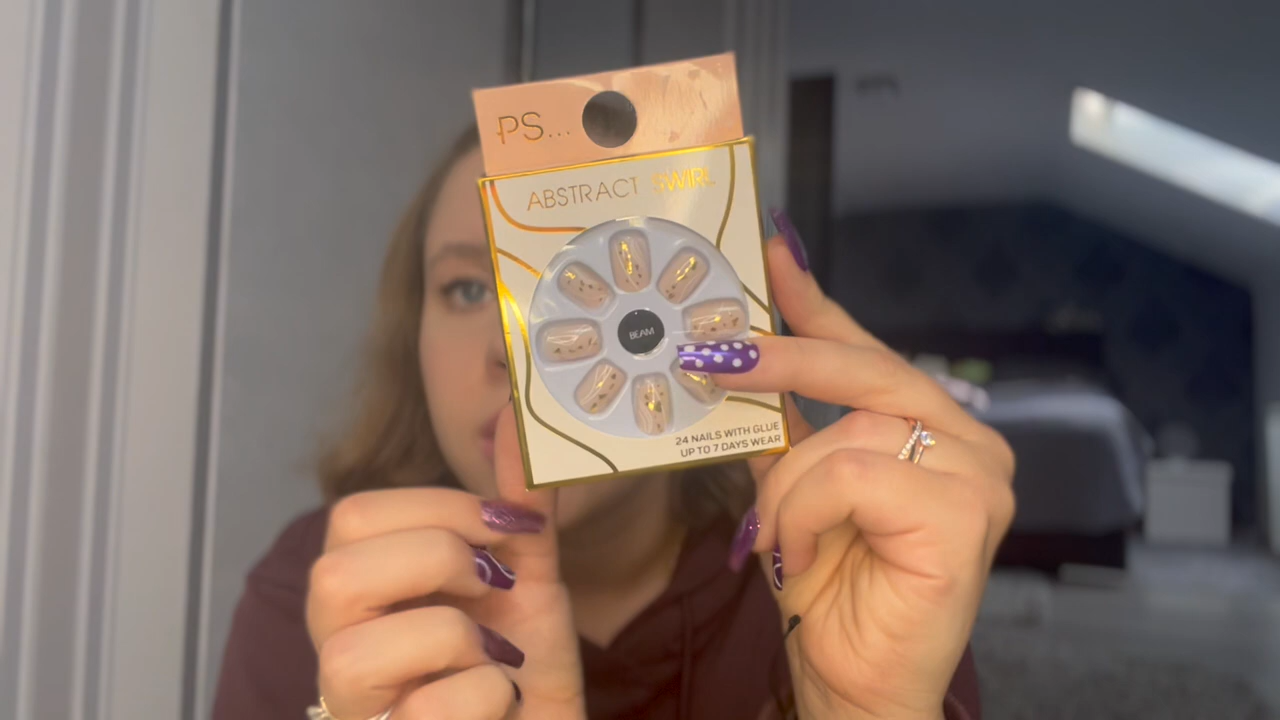 PS...
ABSTRACT SWIRL
BEAM
24 NAILS WITH GLUE
UP TO 7 DAYS WEAR